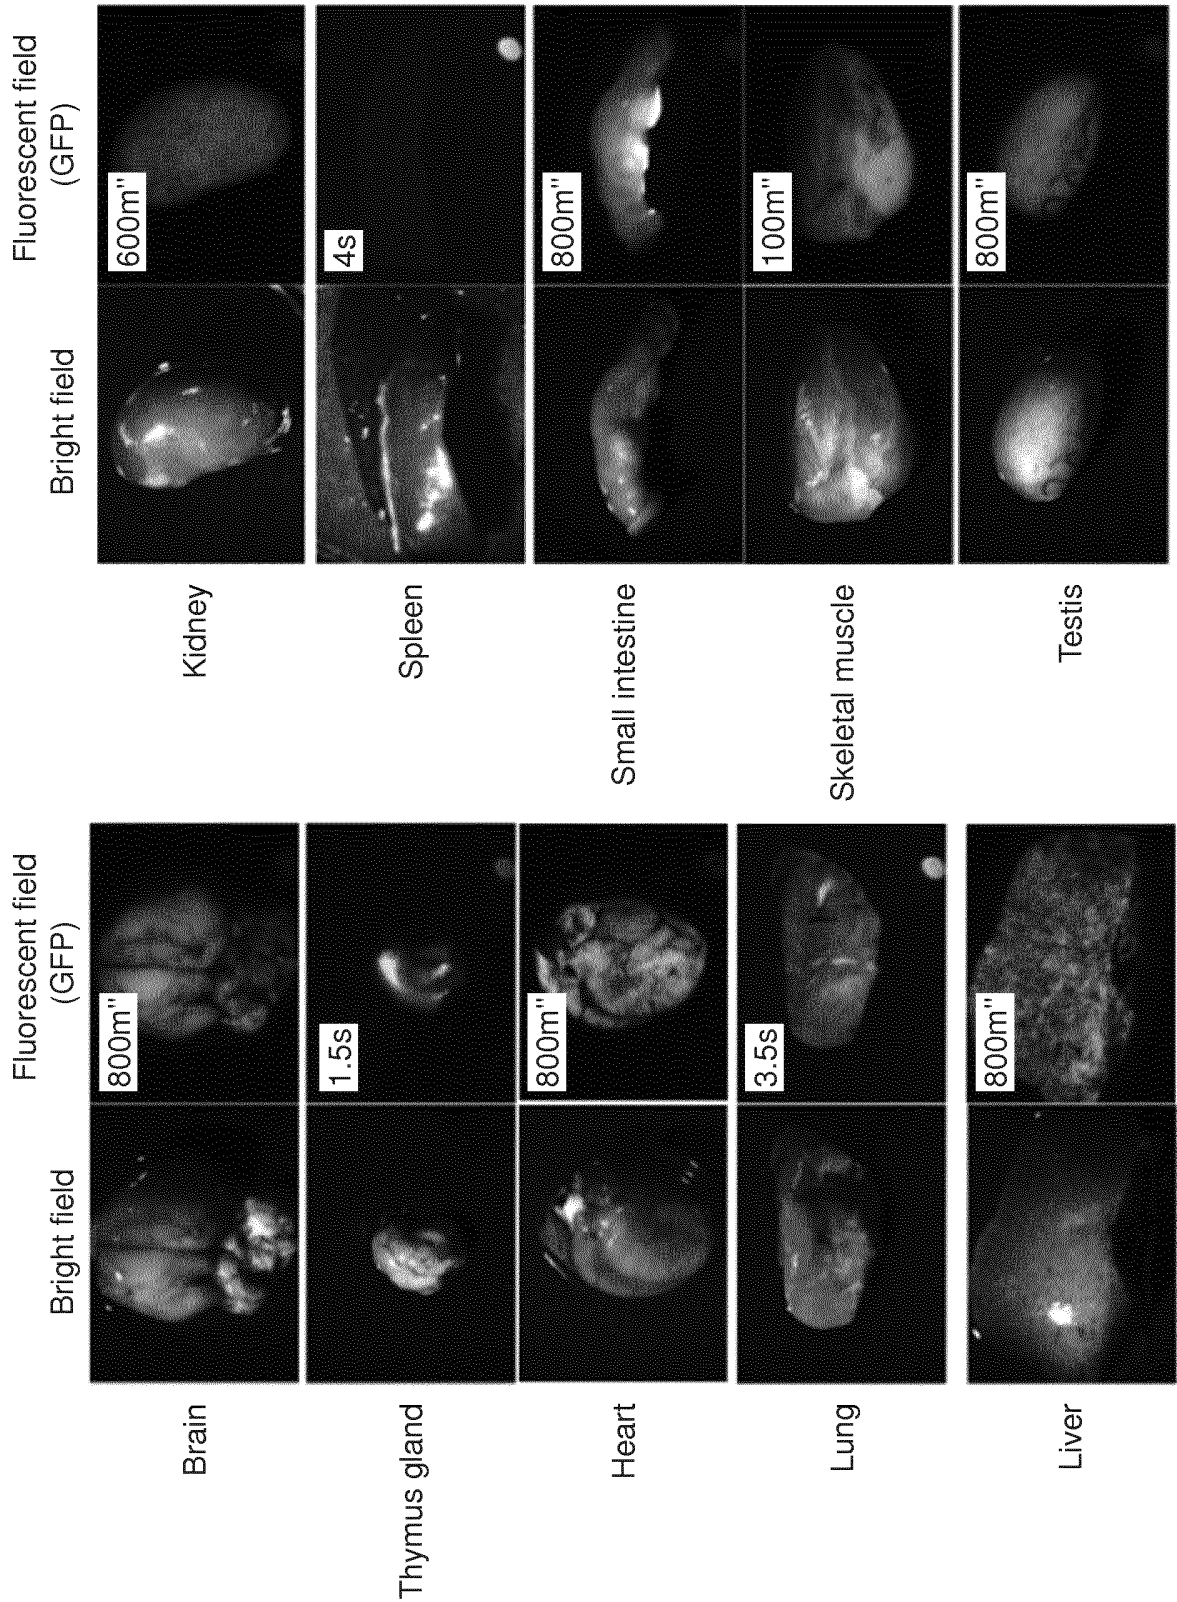 Bright field
Fluorescent field
(GFP)
Brain
800m"
Thymus gland
1.5s
Heart
800m"
Lung
3.5s
Liver
800m"
Bright field
Fluorescent field
(GFP)
Kidney
600m"
Spleen
4s
Small intestine
800m"
Skeletal muscle
100m"
Testis
800m"